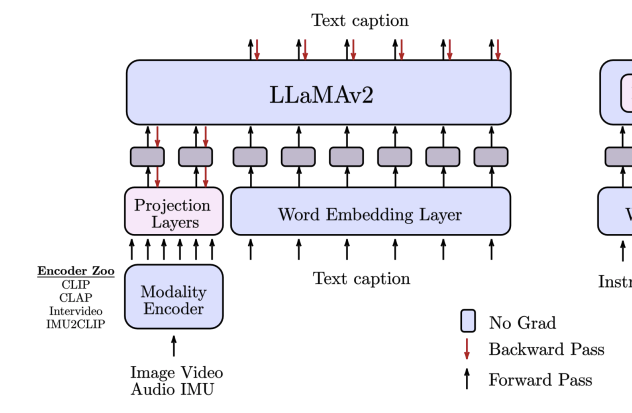 Text caption
LLaMAv2
Projection
Layers
Word Embedding Layer
Encoder Zoo
CLIP
CLAP
Intervideo
IMU2CLIP
Modality
Encoder
Text caption
Image Video
Audio IMU
No Grad
Backward Pass
Forward Pass